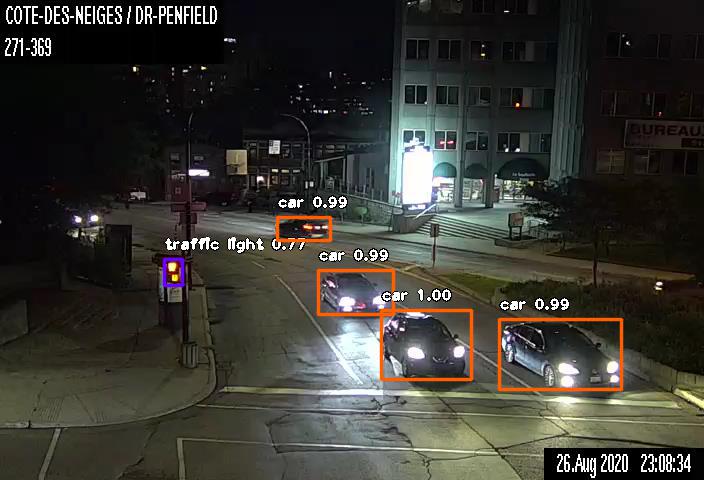 COTE-DES-NEIGES / DR-PENFIELD
271-369
BUREAU
car 0.99
traffic light 0.77
car 0.99
car 1.00
car 0.99
26.Aug 2020 23:08:34